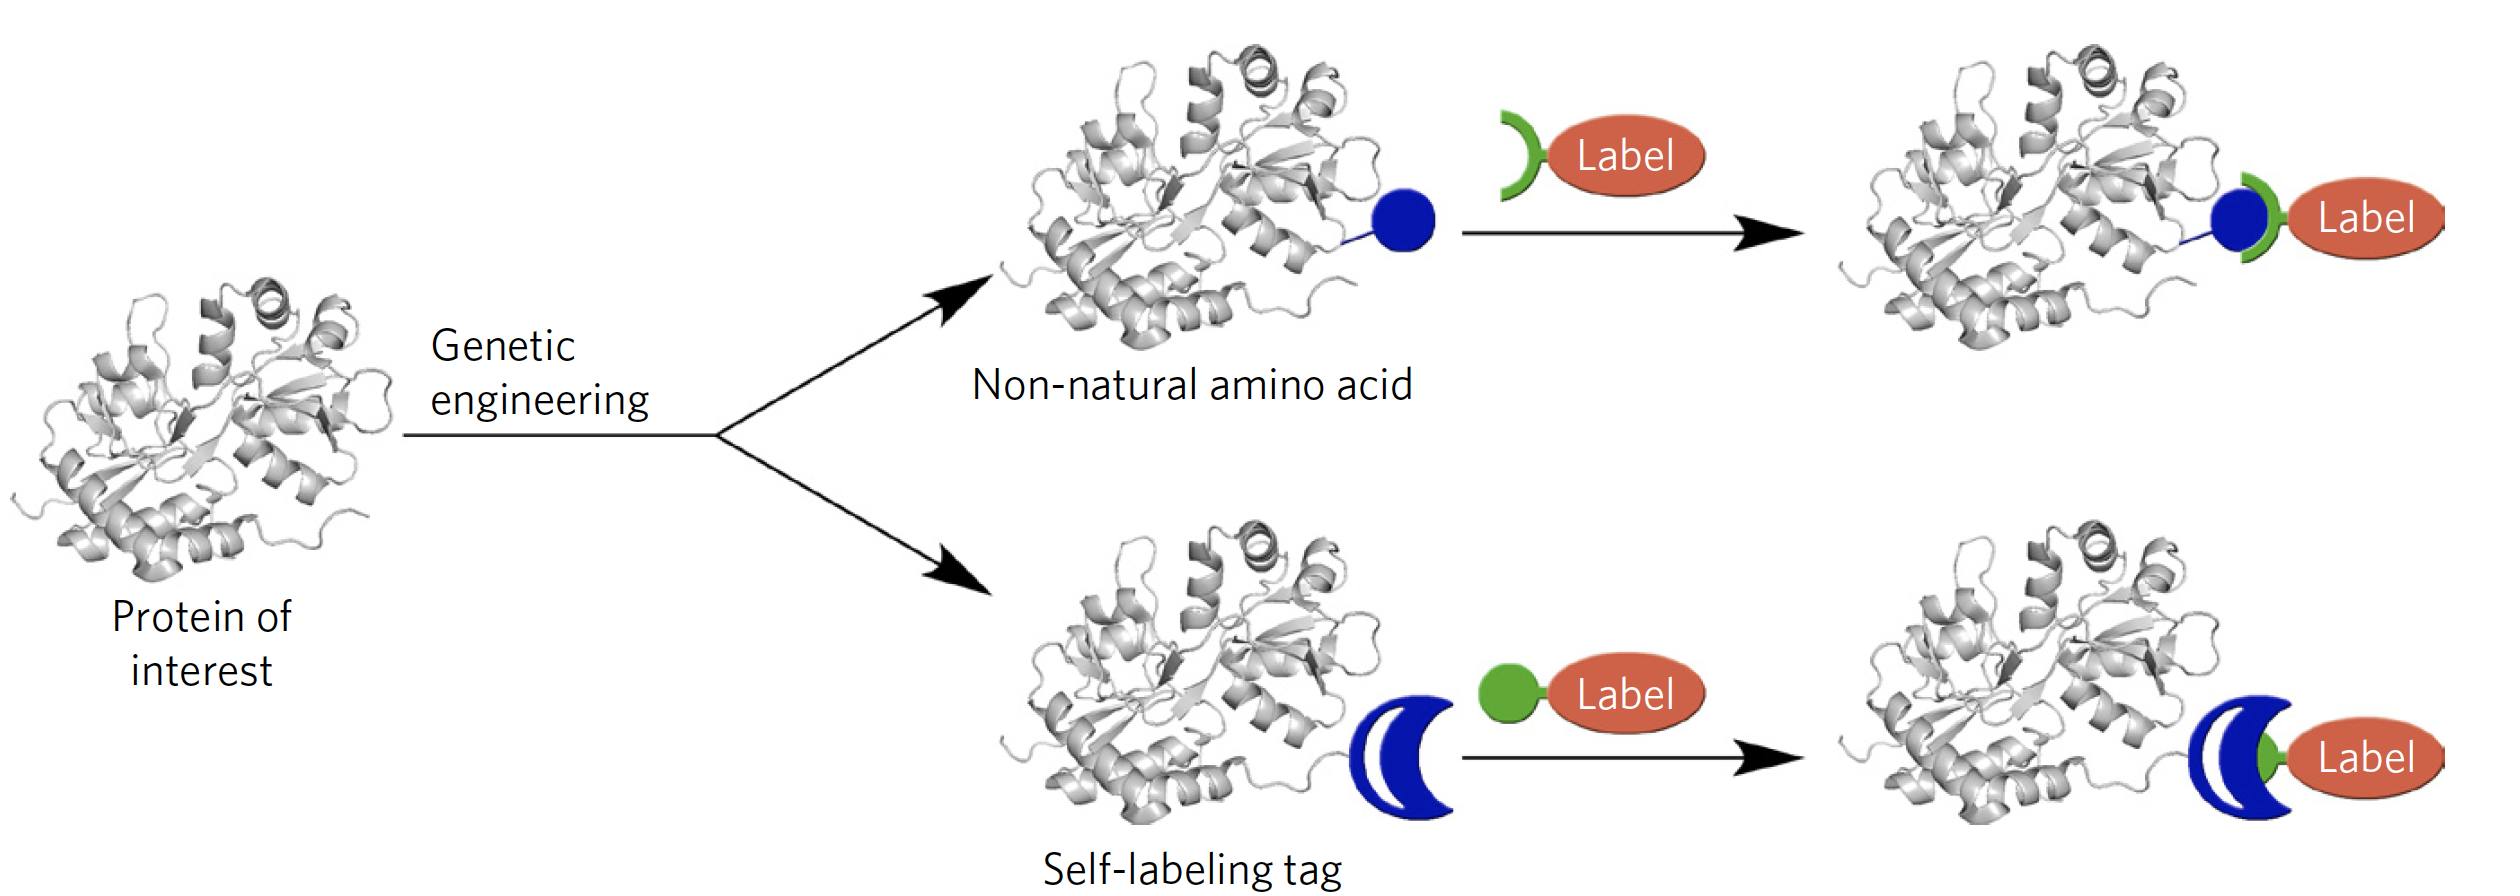 Genetic
engineering
Protein of
interest
Non-natural amino acid
Label
Label
Self-labeling tag
Label
Label